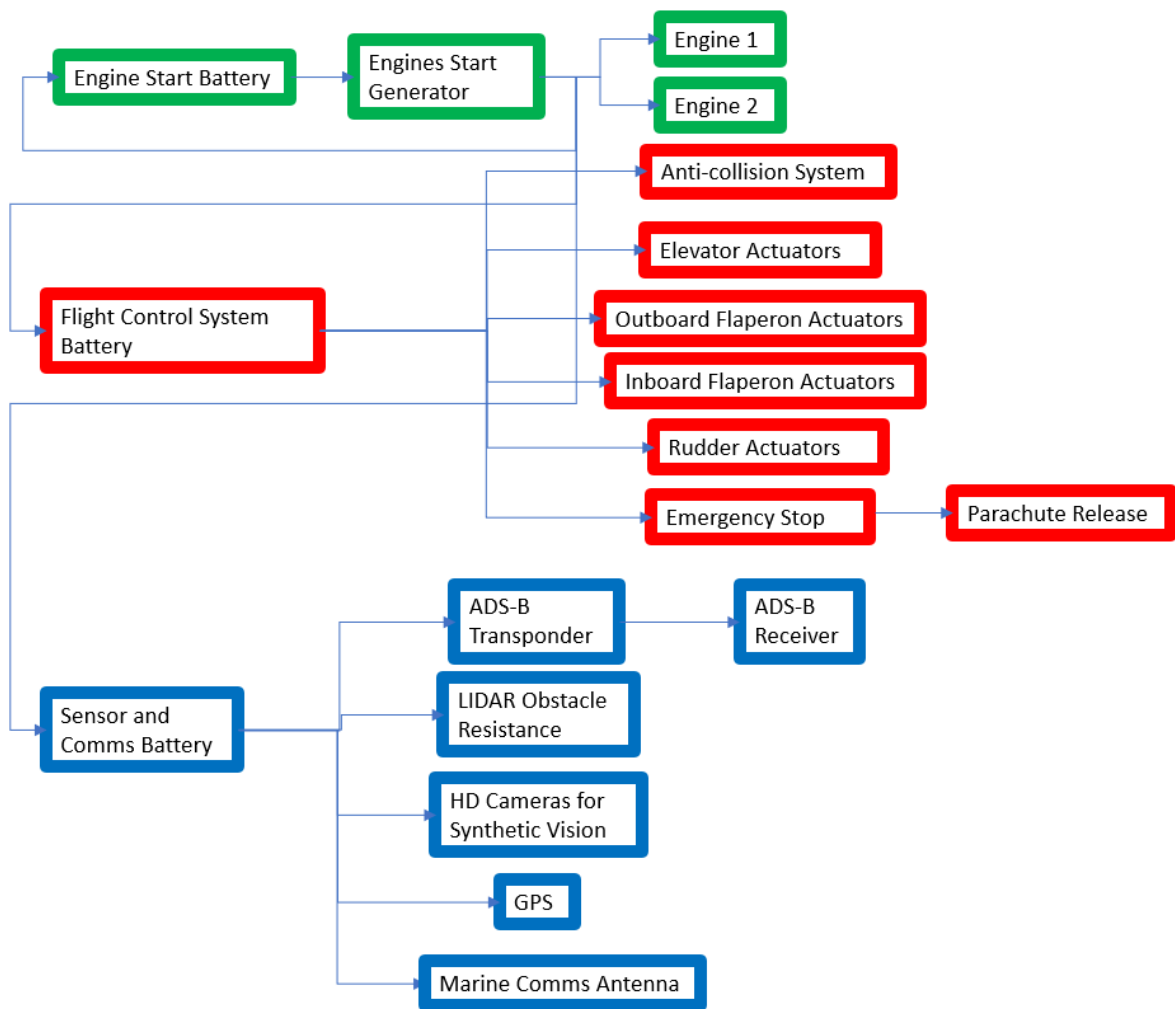 Engine Start Battery
Engines Start
Generator
Engine 1
Engine 2
Anti-collision System
Elevator Actuators
Flight Control System
Battery
Outboard Flaperon Actuators
Inboard Flaperon Actuators
Rudder Actuators
Emergency Stop
Parachute Release
ADS-B
Transponder
ADS-B
Receiver
Sensor and
Comms Battery
LIDAR Obstacle
Resistance
HD Cameras for
Synthetic Vision
GPS
Marine Comms Antenna